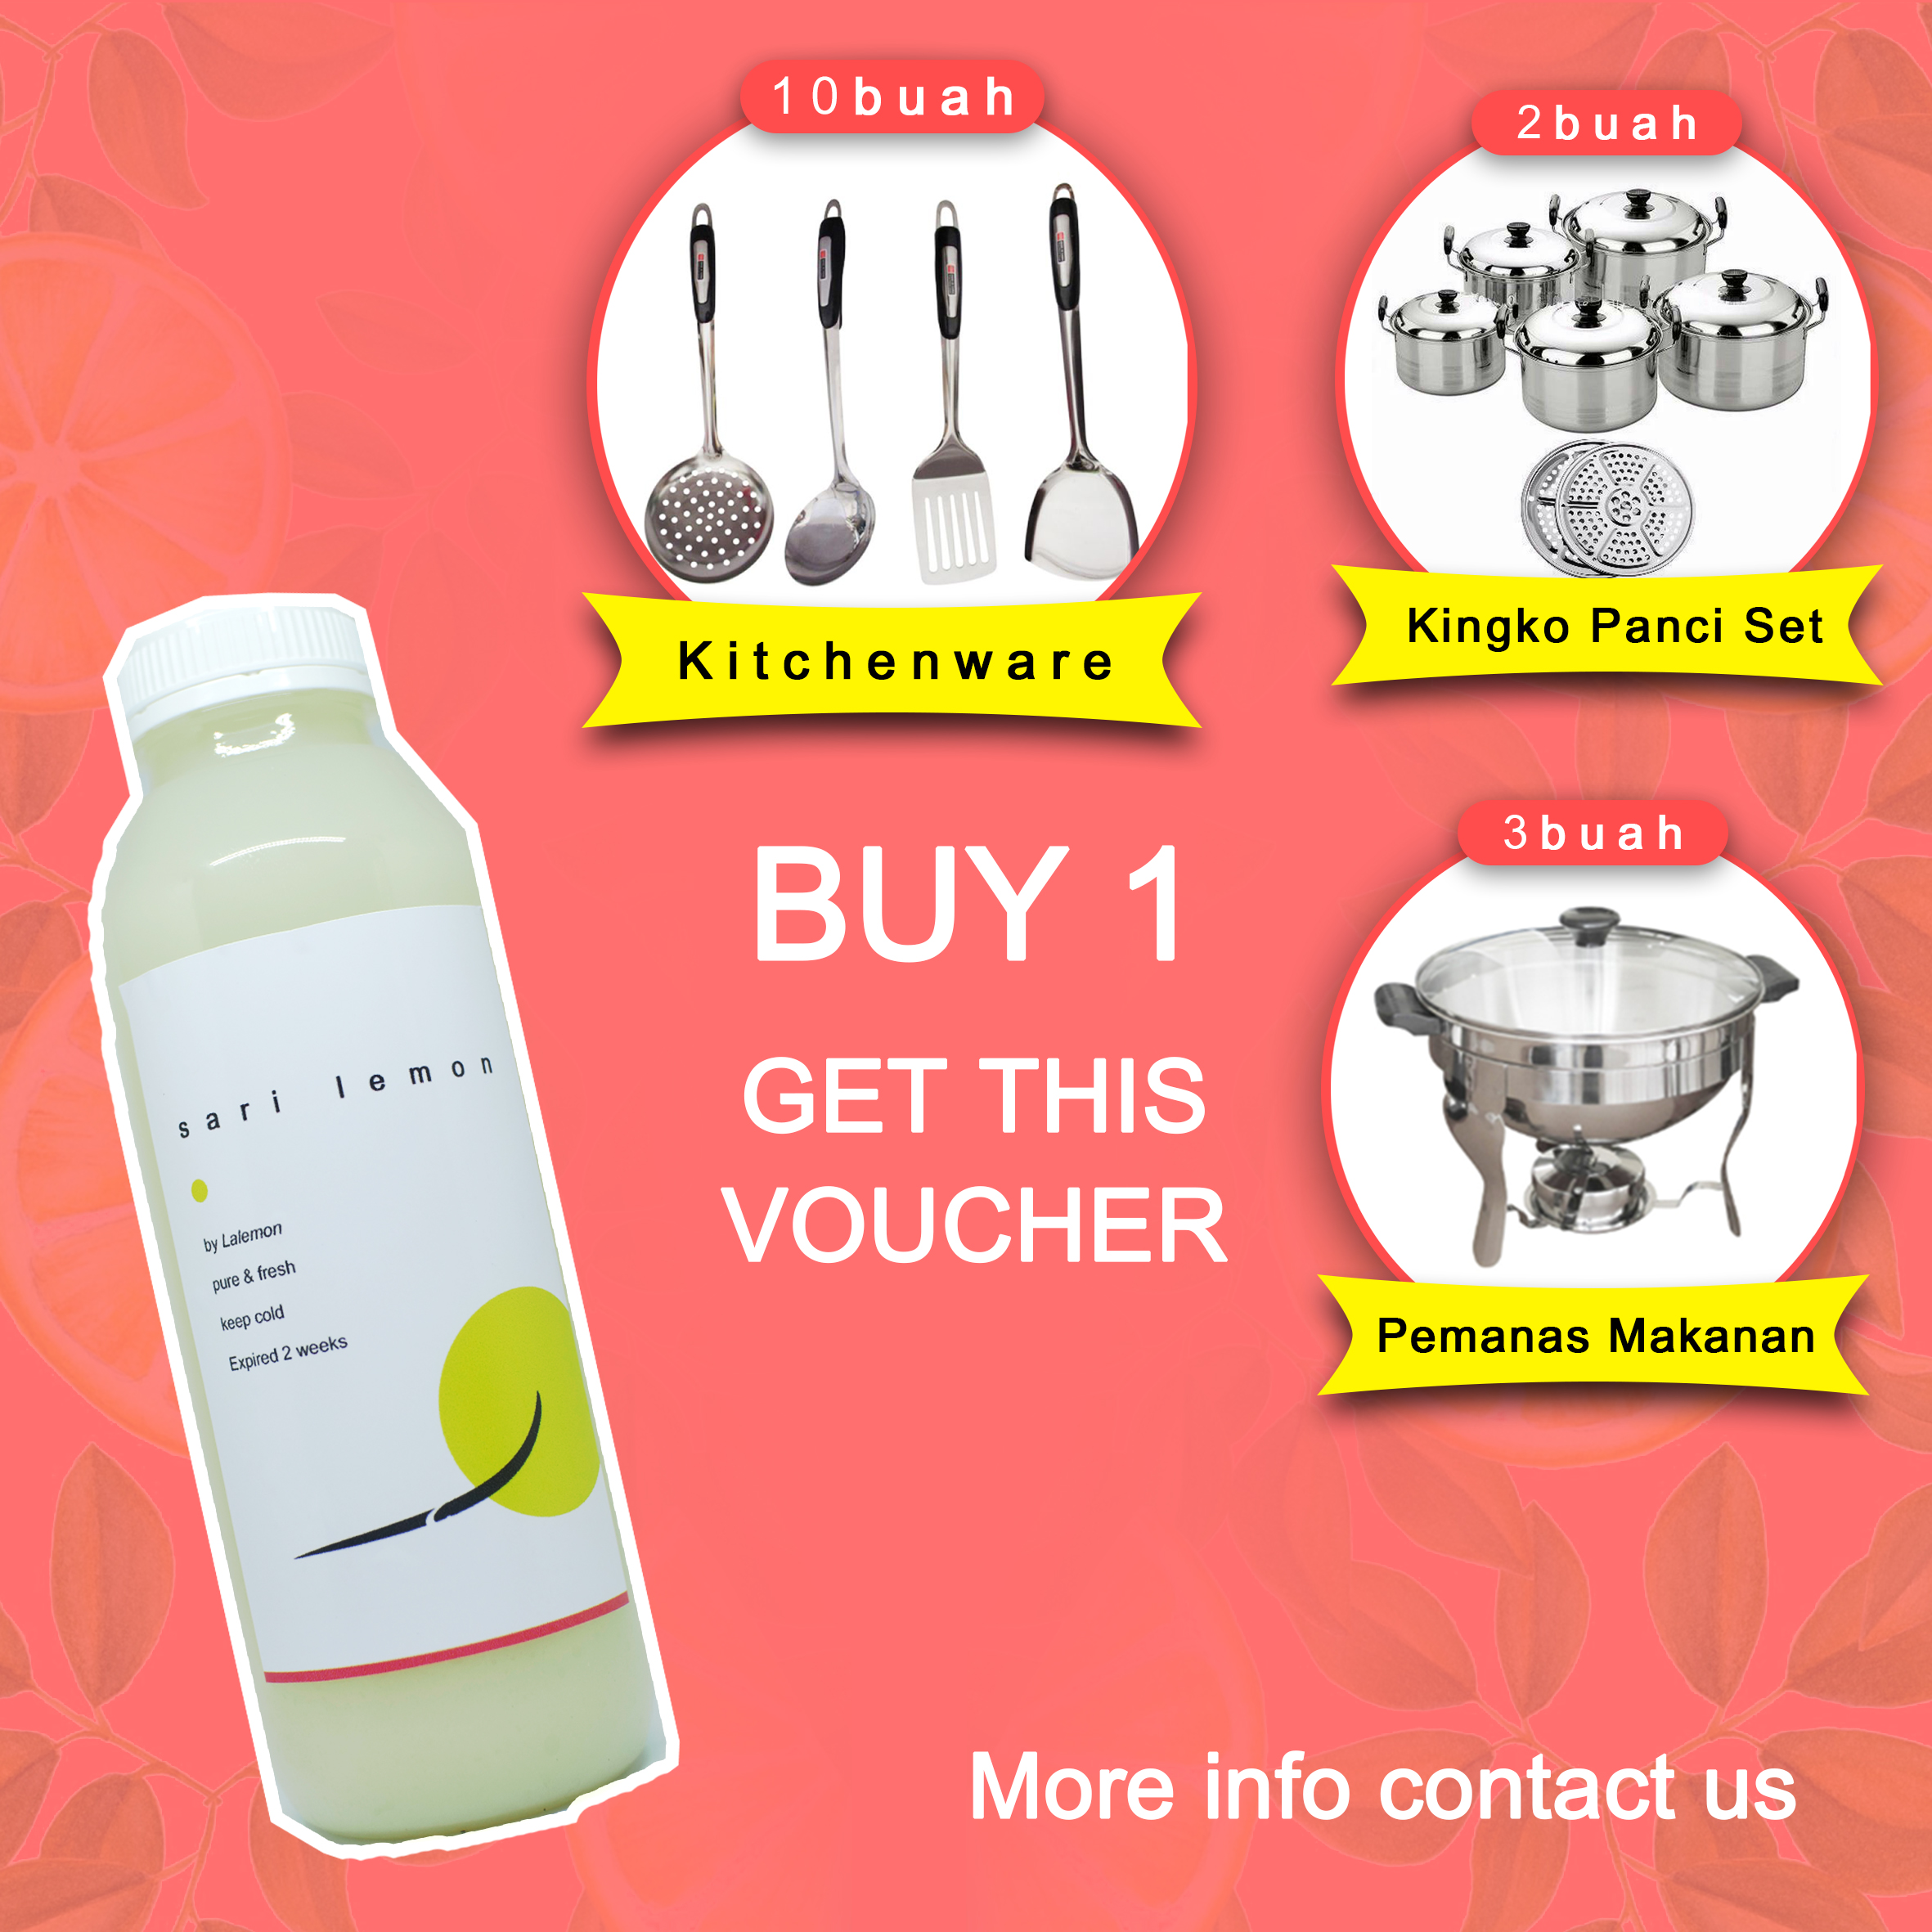 10buah
Kitchenware
2buah
Kingko Panci Set
BUY 1
GET THIS
VOUCHER
3buah
Pemanas Makanan
sari lemon
by Lalemon
pure & fresh
keep cold
Expired 2 weeks
More info contact us